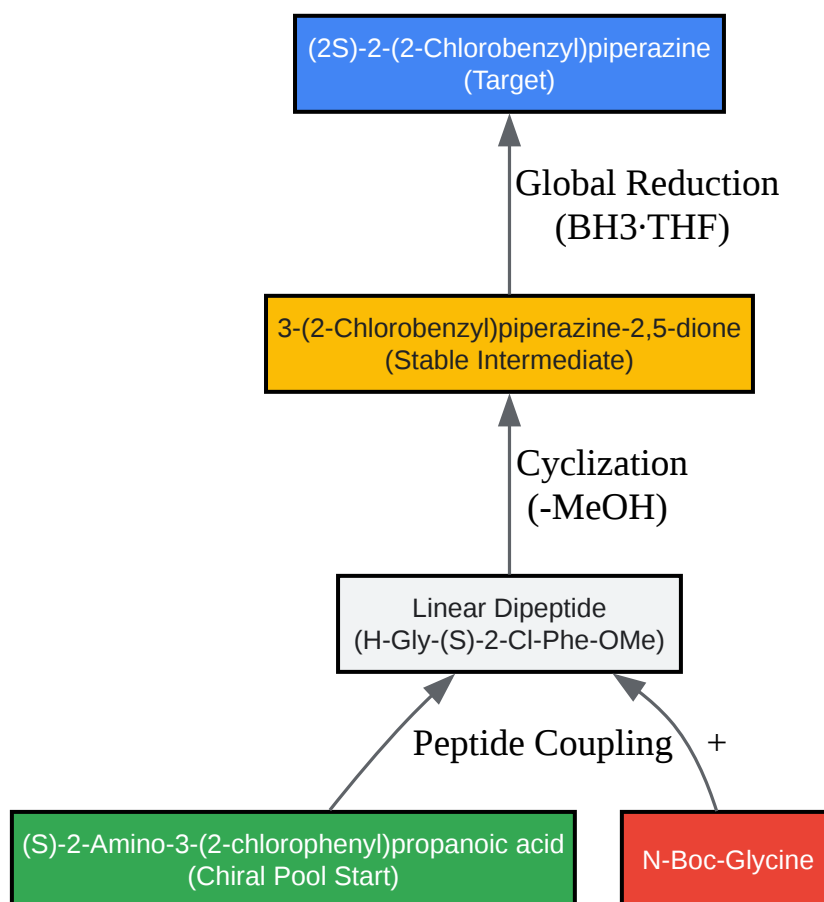 (2S)-2-(2-Chlorobenzyl)piperazine
(Target)
Global Reduction
(BH3·THF)
3-(2-Chlorobenzyl)piperazine-2,5-dione
(Stable Intermediate)
Cyclization
(-MeOH)
Linear Dipeptide
(H-Gly-(S)-2-Cl-Phe-OMe)
Peptide Coupling +
(S)-2-Amino-3-(2-chlorophenyl)propanoic acid
(Chiral Pool Start)
N-Boc-Glycine